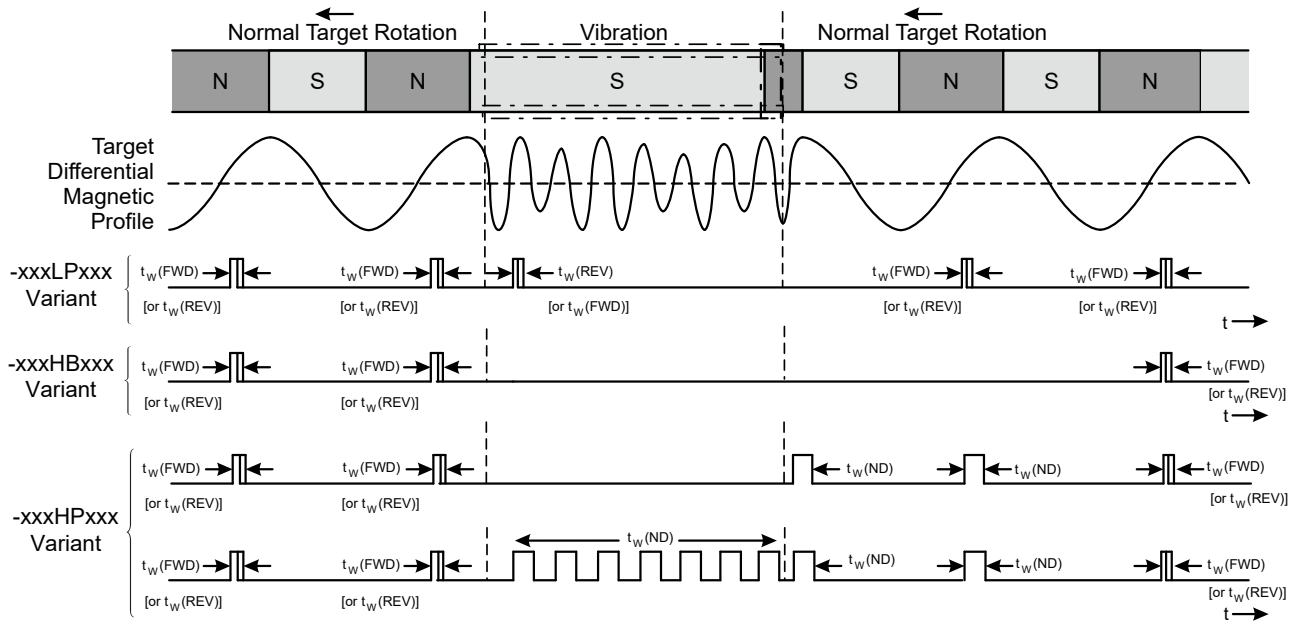 Normal Target Rotation
Vibration
Normal Target Rotation
N S N S S N S N
Target
Differential
Magnetic
Profile
-xxxLPxxx
Variant
tW(FWD) tW(FWD) tW(REV) tW(FWD) tW(FWD)
[or tW(REV)] [or tW(REV)] [or tW(FWD)] [or tW(REV)] [or tW(REV)]
t
-xxxHBxxx
Variant
tW(FWD) tW(FWD) tW(FWD)
[or tW(REV)] [or tW(REV)] [or tW(REV)]
t
-xxxHPxxx
Variant
tW(FWD) tW(FWD) tW(ND) tW(ND) tW(FWD)
[or tW(REV)] [or tW(REV)] [or tW(REV)]
tW(ND)
tW(FWD) tW(FWD) tW(ND) tW(ND) tW(FWD)
[or tW(REV)] [or tW(REV)] [or tW(REV)]
t